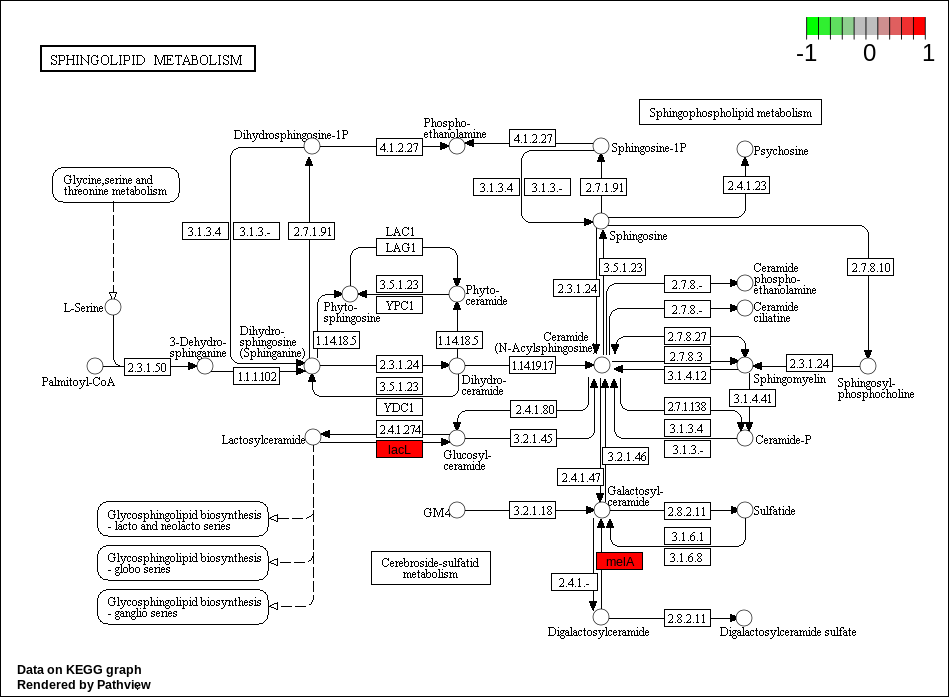 -1 0 1
SPHINGOLIPID METABOLISM
Sphingophospholipid metabolism
Dihydrosphingosine-1P
4.1.2.27
Phospho-
ethanolamine
4.1.2.27
Sphingosine-1P
Psychosine
Glycine,serine and
threonine metabolism
3.1.3.4
3.1.3.-
2.7.1.91
2.4.1.23
3.1.3.4
3.1.3.-
2.7.1.91
LAC1
LAG1
Sphingosine
3.5.1.23
2.7.8.10
L-Serine
3.5.1.23
YPC1
Phyto-
sphingosine
Phyto-
ceramide
2.3.1.24
2.7.8.-
Ceramide
phospho-
ethanolamine
2.7.8.-
Ceramide
ciliatine
3-Dehydro-
sphinganine
Dihydro-
sphingosine
(Sphinganine)
1.14.18.5
1.14.18.5
Ceramide
(N-Acylsphingosine)
2.7.8.27
2.7.8.3
3.1.4.12
Palmitoyl-CoA
2.3.1.50
1.1.1.102
2.3.1.24
3.5.1.23
YDC1
Dihydro-
ceramide
1.14.19.17
Sphingomyelin
2.3.1.24
Sphingosyl-
phosphocholine
3.1.4.41
2.4.1.80
2.7.1.138
3.1.3.4
3.1.3.-
Ceramide-P
Lactosylceramide
2.4.1.274
lacL
Glucosyl-
ceramide
3.2.1.45
3.2.1.46
2.4.1.47
Galactosyl-
ceramide
GM4
3.2.1.18
2.8.2.11
Sulfatide
3.1.6.1
3.1.6.8
Glycosphingolipid biosynthesis
- lacto and neolacto series
Glycosphingolipid biosynthesis
- globo series
Glycosphingolipid biosynthesis
- ganglio series
Cerebroside-sulfatid
metabolism
melA
2.4.1.-
2.8.2.11
Digalactosylceramide
Digalactosylceramide sulfate
Data on KEGG graph
Rendered by Pathview